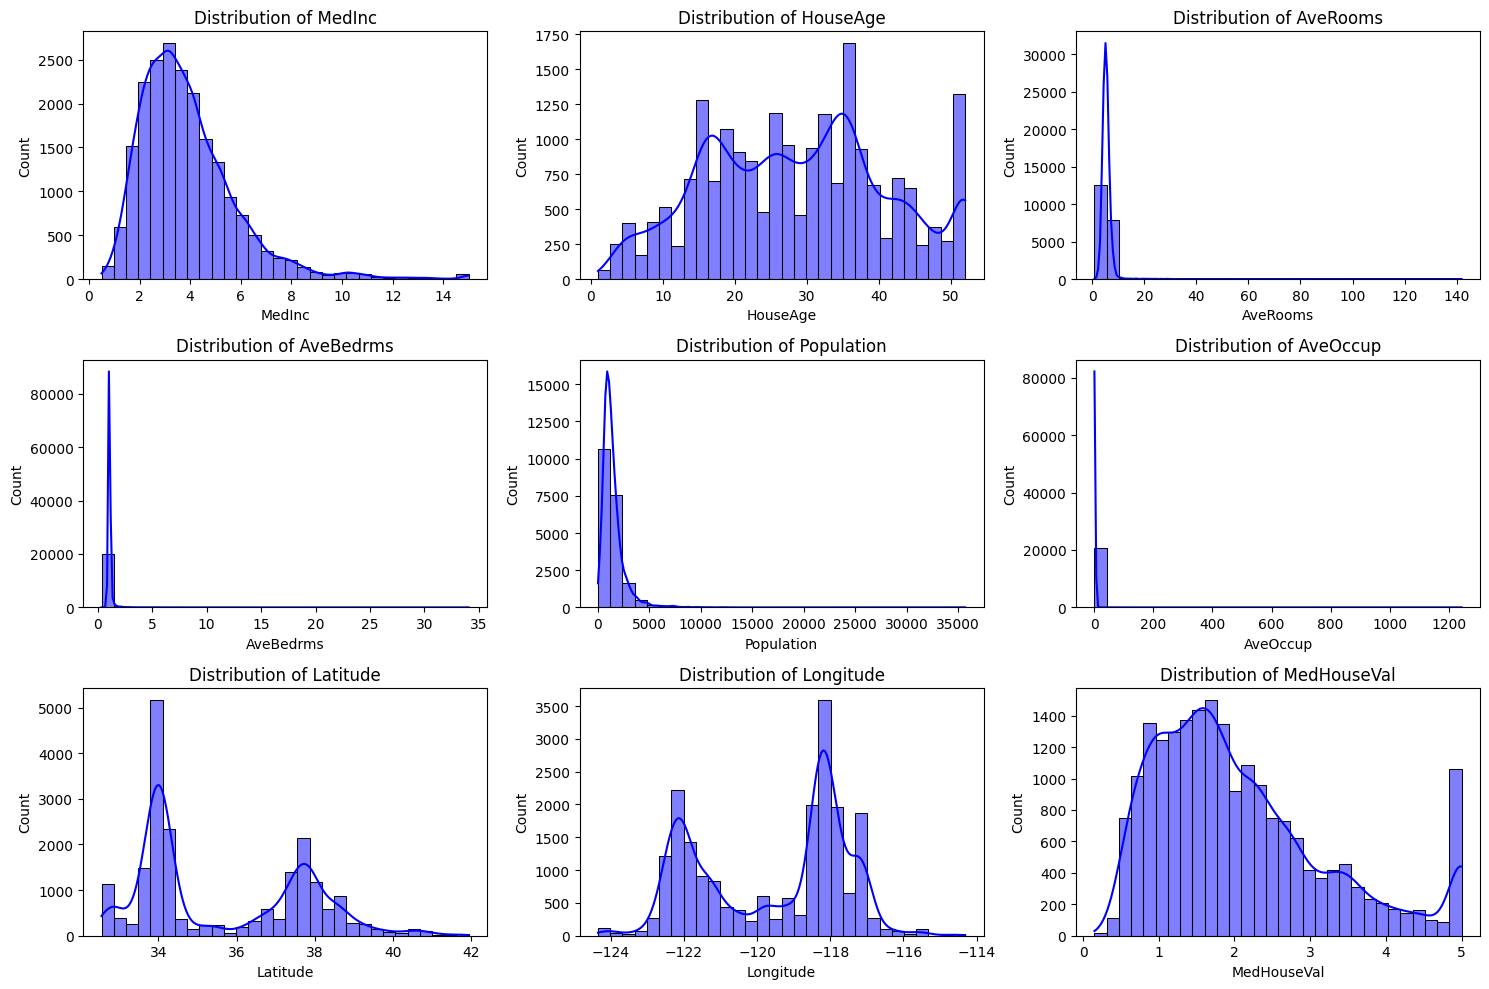 Distribution of MedInc
2500
2000
1500
1000
500
0
Count
0 2 4 6 8 10 12 14
MedInc
Distribution of HouseAge
1750
1500
1250
1000
750
500
250
0
Count
0 10 20 30 40 50
HouseAge
Distribution of AveRooms
30000
25000
20000
15000
10000
5000
0
Count
0 20 40 60 80 100 120 140
AveRooms
Distribution of AveBedrms
80000
60000
40000
20000
0
Count
0 5 10 15 20 25 30 35
AveBedrms
Distribution of Population
15000
12500
10000
7500
5000
2500
0
Count
0 5000 10000 15000 20000 25000 30000 35000
Population
Distribution of AveOccup
80000
60000
40000
20000
0
Count
0 200 400 600 800 1000 1200
AveOccup
Distribution of Latitude
5000
4000
3000
2000
1000
0
Count
34 36 38 40 42
Latitude
Distribution of Longitude
3500
3000
2500
2000
1500
1000
500
0
Count
−124 −122 −120 −118 −116 −114
Longitude
Distribution of MedHouseVal
1400
1200
1000
800
600
400
200
0
Count
0 1 2 3 4 5
MedHouseVal